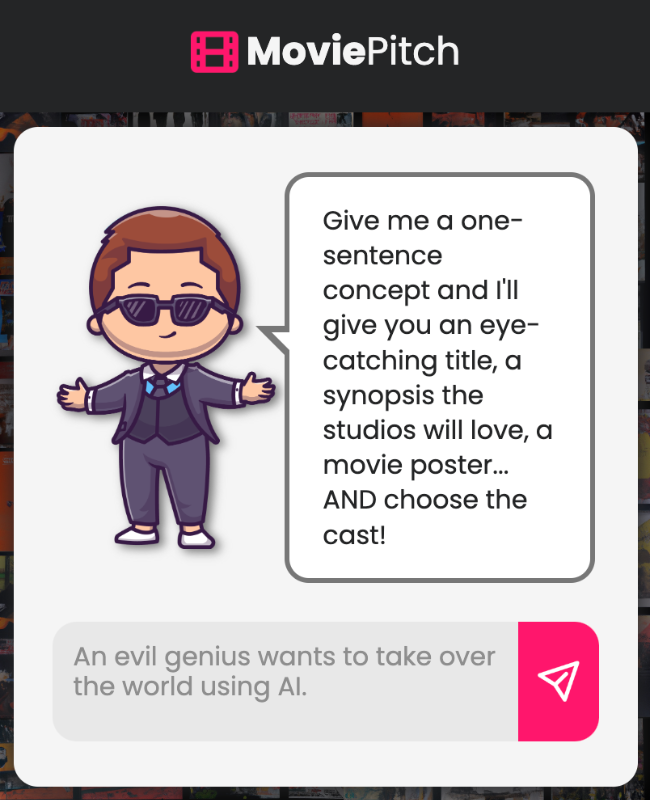 MoviePitch
Give me a one-
sentence
concept and I'll
give you an eye-
catching title, a
synopsis the
studios will love, a
movie poster...
AND choose the
cast!
An evil genius wants to take over
the world using AI.